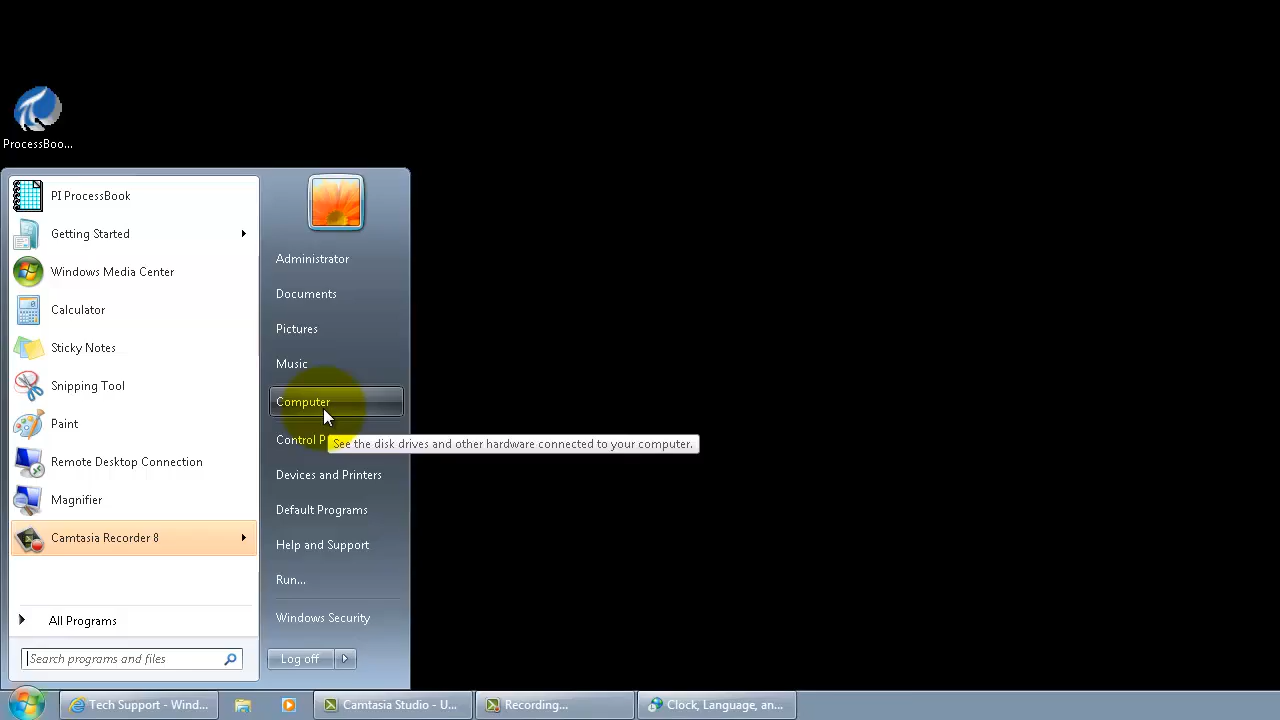 ProcessBoo...
PI ProcessBook
Getting Started
Windows Media Center
Calculator
Sticky Notes
Snipping Tool
Paint
Remote Desktop Connection
Magnifier
Camtasia Recorder 8
All Programs
Search programs and files
Administrator
Documents
Pictures
Music
Computer
Control P
See the disk drives and other hardware connected to your computer.
Devices and Printers
Default Programs
Help and Support
Run...
Windows Security
Log off
Tech Support - Wind...
Camtasia Studio - U...
Recording...
Clock, Language, an...